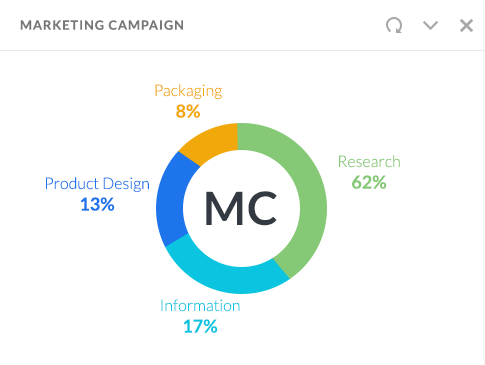 MARKETING CAMPAIGN
Packaging
8%
Research
62%
Product Design
13%
MC
Information
17%